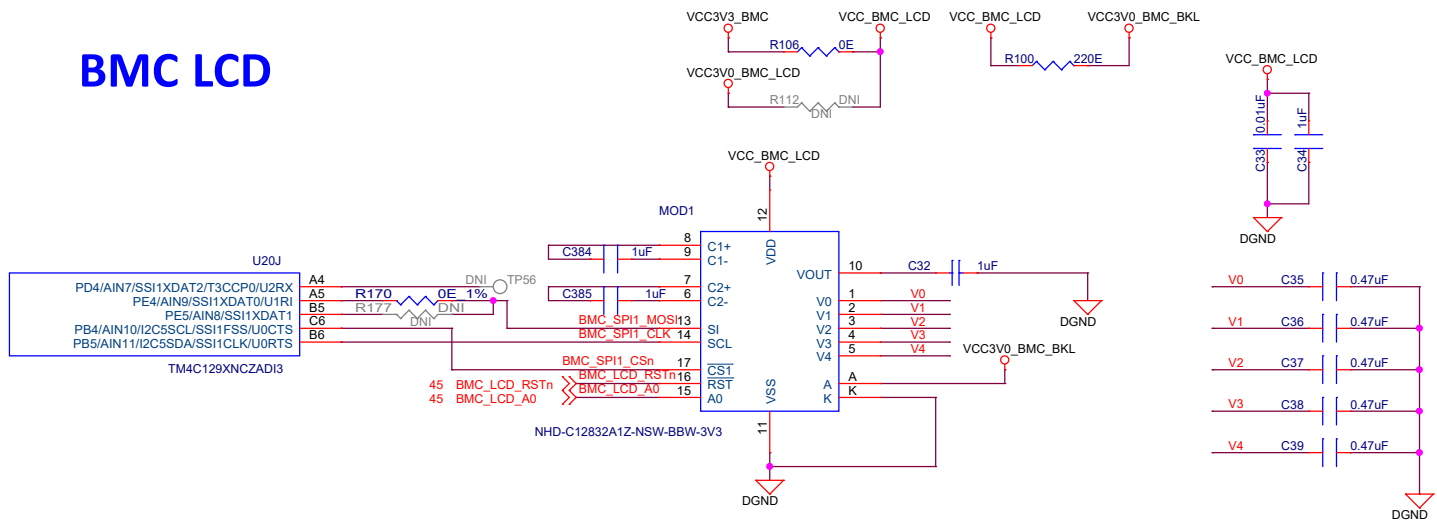 BMC LCD
VCC3V3_BMC
VCC_BMC_LCD
R106
0E
VCC3V0_BMC_LCD
R112
DNI
DNI
VCC_BMC_LCD
VCC3V0_BMC_BKL
R100
220E
VCC_BMC_LCD
0.01uF
1uF
C33
C34
DGND
VCC_BMC_LCD
MOD1
12
VDD
8
C1+
9
C1-
C384
1uF
7
C2+
6
C2-
C385
1uF
BMC_SPI1_MOSI
13
SI
BMC_SPI1_CLK
14
SCL
BMC_SPI1_CSn
17
CS1
BMC_LCD_RSTn
16
RST
BMC_LCD_A0
15
A0
45 BMC_LCD_RSTn
45 BMC_LCD_A0
VSS
11
DGND
NHD-C12832A1Z-NSW-BBW-3V3
VOUT
10
C32
1uF
DGND
V0
1
V0
V1
2
V1
V2
3
V2
V3
4
V3
V4
5
V4
A
A
K
K
VCC3V0_BMC_BKL
U20J
PD4/AIN7/SSI1XDAT2/T3CCP0/U2RX
A4
DNI
TP56
PE4/AIN9/SSI1XDAT0/U1RI
A5
R170
0E_1%
PE5/AIN8/SSI1XDAT1
B5
R177
DNI
DNI
PB4/AIN10/I2C5SCL/SSI1FSS/U0CTS
C6
PB5/AIN11/I2C5SDA/SSI1CLK/U0RTS
B6
TM4C129XNCZADI3
V0
C35
0.47uF
V1
C36
0.47uF
V2
C37
0.47uF
V3
C38
0.47uF
V4
C39
0.47uF
DGND